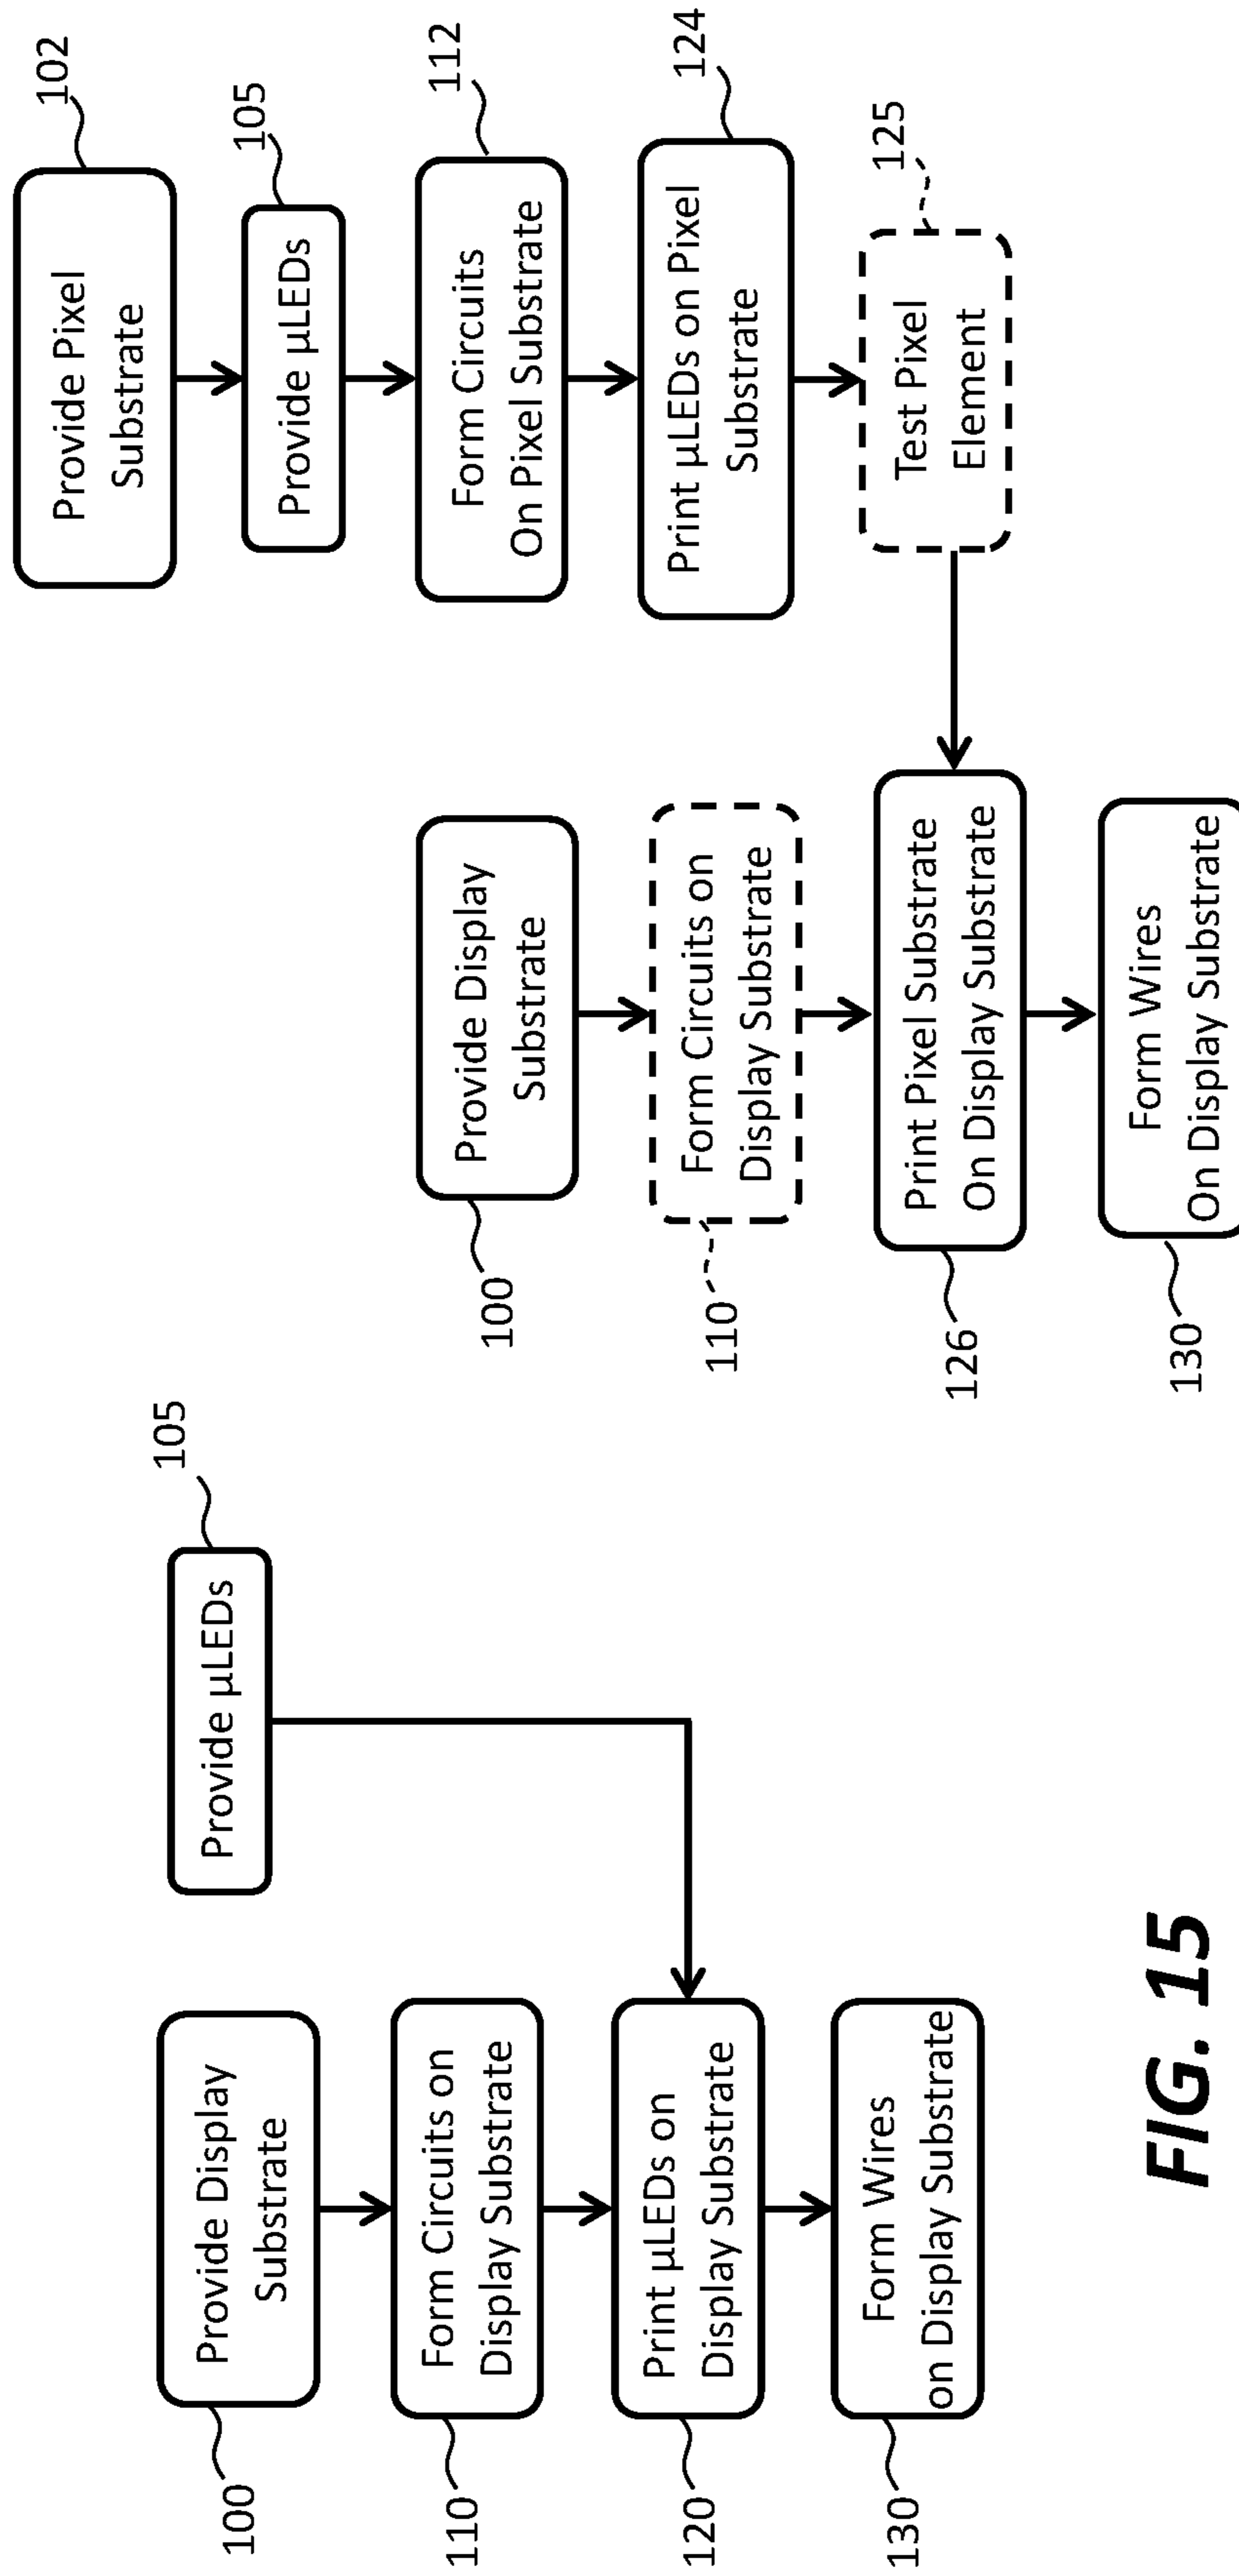 100
Provide Display
Substrate
110
Form Circuits on
Display Substrate
120
Print µLEDs on
Display Substrate
130
Form Wires
on Display Substrate
105
Provide µLEDs
FIG. 15
100
Provide Display
Substrate
110
Form Circuits on
Display Substrate
126
Print Pixel Substrate
On Display Substrate
130
Form Wires
On Display Substrate
102
Provide Pixel
Substrate
105
Provide µLEDs
112
Form Circuits
On Pixel Substrate
124
Print µLEDs on Pixel
Substrate
125
Test Pixel
Element